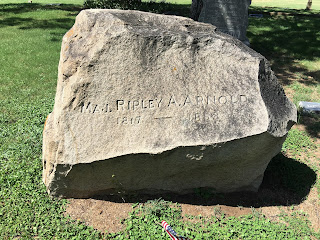 MAJ. RIPLEY A. ARNOLD
1817 —